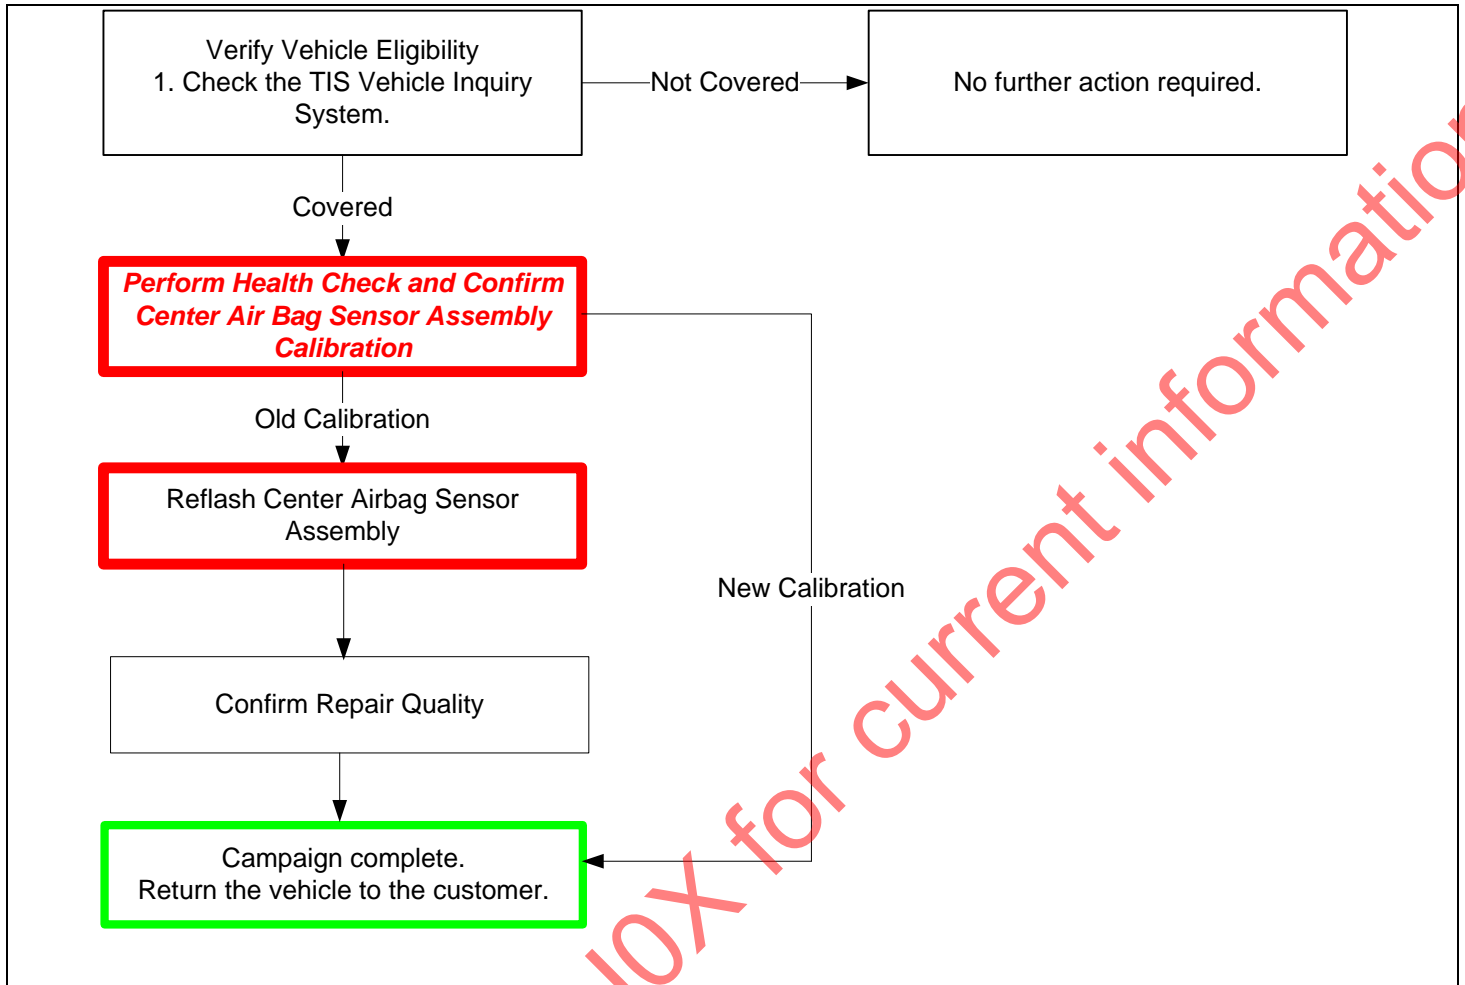 Verify Vehicle Eligibility
1. Check the TIS Vehicle Inquiry
System.
Not Covered
No further action required.
Covered
Perform Health Check and Confirm
Center Air Bag Sensor Assembly
Calibration
Old Calibration
Reflash Center Airbag Sensor
Assembly
New Calibration
Confirm Repair Quality
Campaign complete.
Return the vehicle to the customer.
for current information